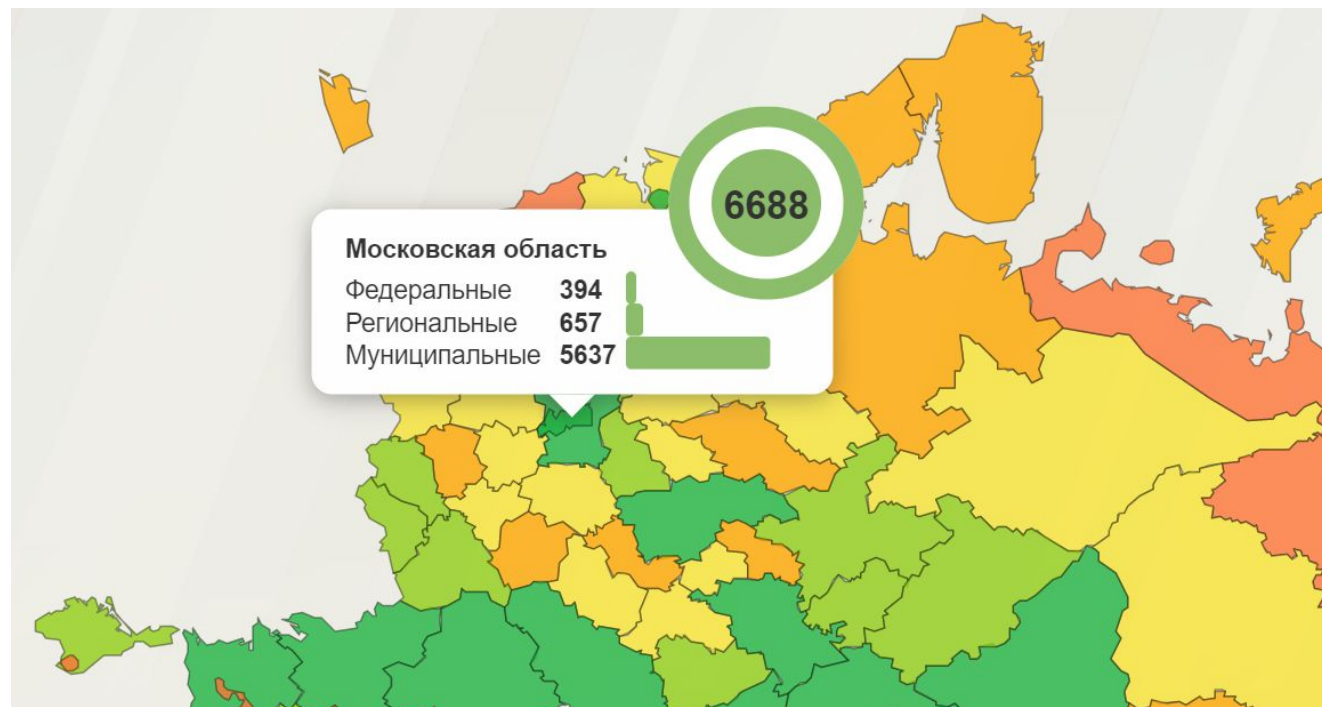 6688
Московская область
Федеральные 394
Региональные 657
Муниципальные 5637